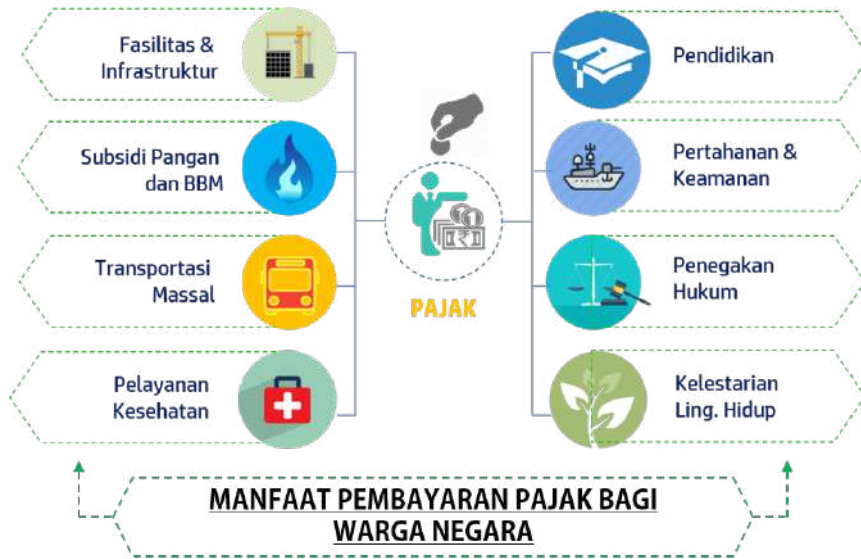 Fasilitas &
Infrastruktur
Subsidi Pangan
dan BBM
Transportasi
Massal
Pelayanan
Kesehatan
PAJAK
Pendidikan
Pertahanan &
Keamanan
Penegakan
Hukum
Kelestarian
Ling. Hidup
MANFAAT PEMBAYARAN PAJAK BAGI
WARGA NEGARA